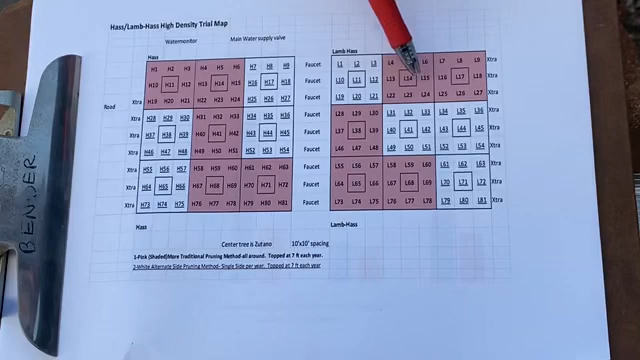 Hass/Lamb-Hass High Density Trial Map
Watermonitor Main Water supply valve
Hass Lamb Hass
H1 H2 H3 H4 H5 H6 H7 H8 H9 Faucet L1 L2 L3 L4 L6 L7 L8 L9 Xtra
H10 H11 H12 H13 H14 H15 H16 H17 H18 Faucet L10 L11 L12 L13 L14 L15 L16 L17 L18
Road Xtra H19 H20 H21 H22 H23 H24 H25 H26 H27 Faucet L19 L20 L21 L22 L23 L24 L25 L26 L27 Xtra
Xtra H28 H29 H30 H31 H32 H33 H34 H35 H36 Faucet L28 L29 L30 L31 L32 L33 L34 L35 L36 Xtra
H37 H38 H39 H40 H41 H42 H43 H44 H45 Faucet L37 L38 L39 L40 L41 L42 L43 L44 L45
Xtra H46 H47 H48 H49 H50 H51 H52 H53 H54 Faucet L46 L47 L48 L49 L50 L51 L52 L53 L54 Xtra
Xtra H55 H56 H57 H58 H59 H60 H61 H62 H63 Faucet L55 L56 L57 L58 L59 L60 L61 L62 L63 Xtra
H64 H65 H66 H67 H68 H69 H70 H71 H72 Faucet L64 L65 L66 L67 L68 L69 L70 L71 L72
Xtra H73 H74 H75 H76 H77 H78 H79 H80 H81 Faucet L73 L74 L75 L76 L77 L78 L79 L80 L81 Xtra
Hass Lamb-Hass
Center tree is Zutano 10'x10' spacing
1-Pink (Shaded)More Traditional Pruning Method-all around. Topped at 7 ft each year.
2-White Alternate Side Pruning Method- Single Side per year. Topped at 7 ft each year
BENDER